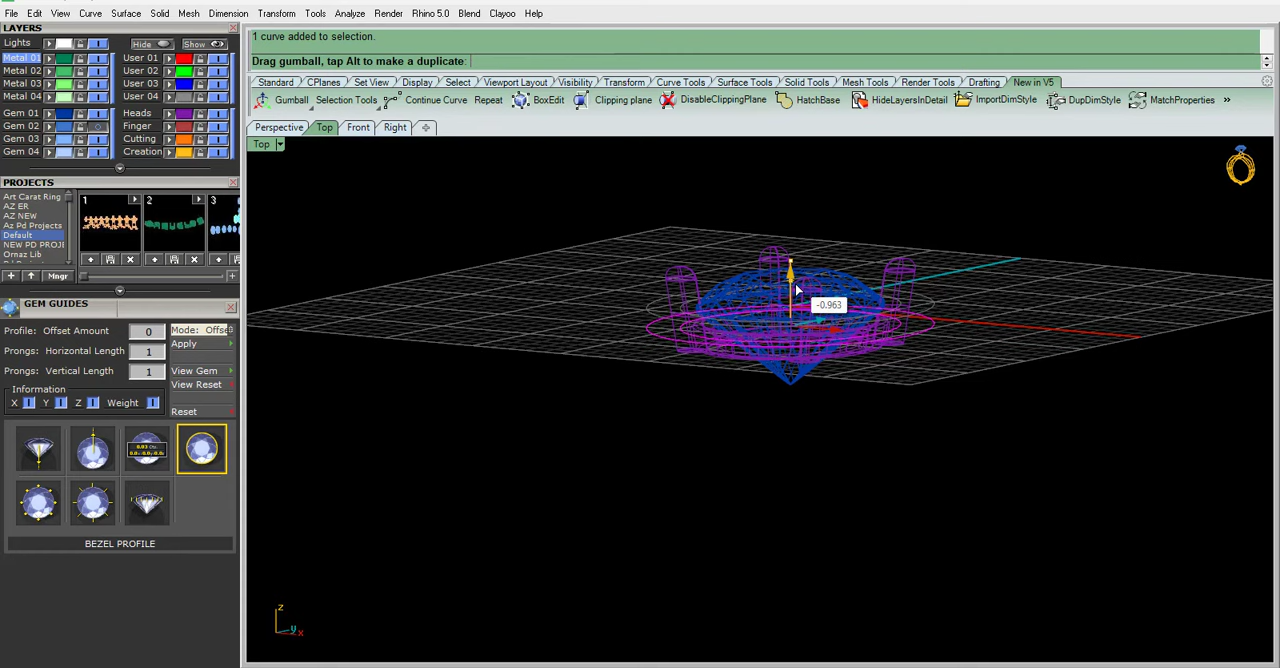 File Edit View Curve Surface Solid Mesh Dimension Transform Tools Analyze Render Rhino 5.0 Blend Clayoo Help
LAYERS
Lights Hide Show
Metal 01 User 01
Metal 02 User 02
Metal 03 User 03
Metal 04 User 04
Gem 01 Heads
Gem 02 Finger
Gem 03 Cutting
Gem 04 Creation
1 curve added to selection.
Drag gumball, tap Alt to make a duplicate:
Standard CPlanes Set View Display Select Viewport Layout Visibility Transform Curve Tools Surface Tools Solid Tools Mesh Tools Render Tools Drafting New in V5
Gumball Selection Tools Continue Curve Repeat BoxEdit Clipping plane DisableClippingPlane HatchBase HideLayersInDetail ImportDimStyle DupDimStyle MatchProperties »
Perspective Top Front Right
Top
PROJECTS
Art Carat Ring
AZ ER
AZ NEW
Az Pd Projects
Default
NEW PD PROJ
Ornaz Lib
1 2 3
Mngr
GEM GUIDES
Profile: Offset Amount 0 Mode: Offse
Apply
Prongs: Horizontal Length 1
Prongs: Vertical Length 1 View Gem
View Reset
Information
X Y Z Weight
Reset
BEZEL PROFILE
-0.963
z
y
x